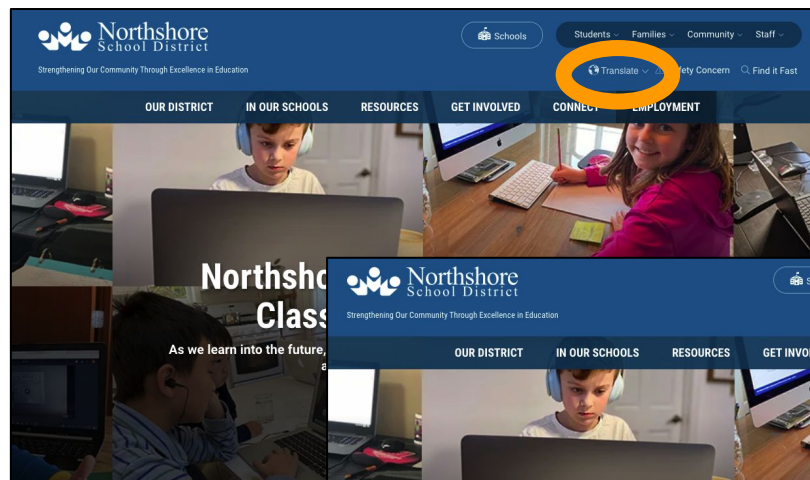 Northshore
School District
Strengthening Our Community Through Excellence in Education
Schools
Students Families Community Staff
Translate Concern Find it Fast
OUR DISTRICT IN OUR SCHOOLS RESOURCES GET INVOLVED CONNECT EMPLOYMENT
Northsho
Class
As we learn into the future,
a
Northshore
School District
Strengthening Our Community Through Excellence in Education
S
OUR DISTRICT IN OUR SCHOOLS RESOURCES GET INVO